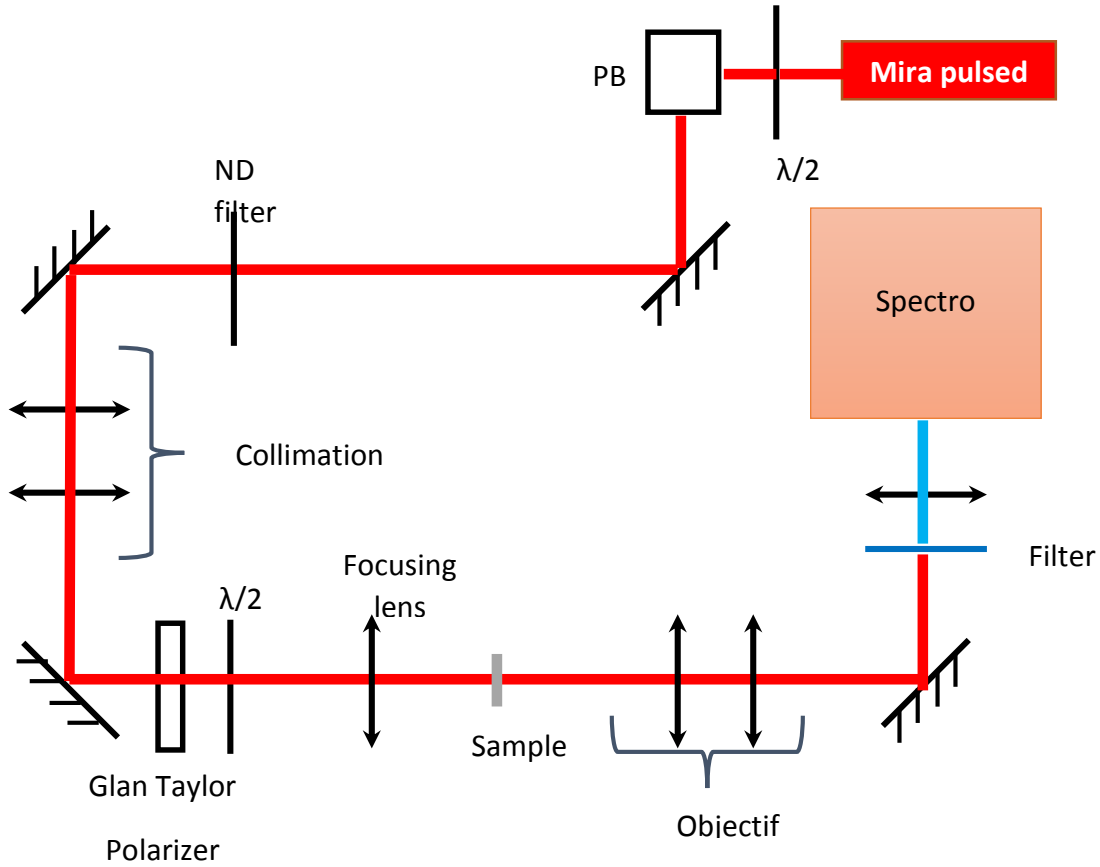 Mira pulsed
PB
λ/2
ND
filter
Spectro
Collimation
Filter
Focusing
lens
λ/2
Sample
Glan Taylor
Polarizer
Objectif